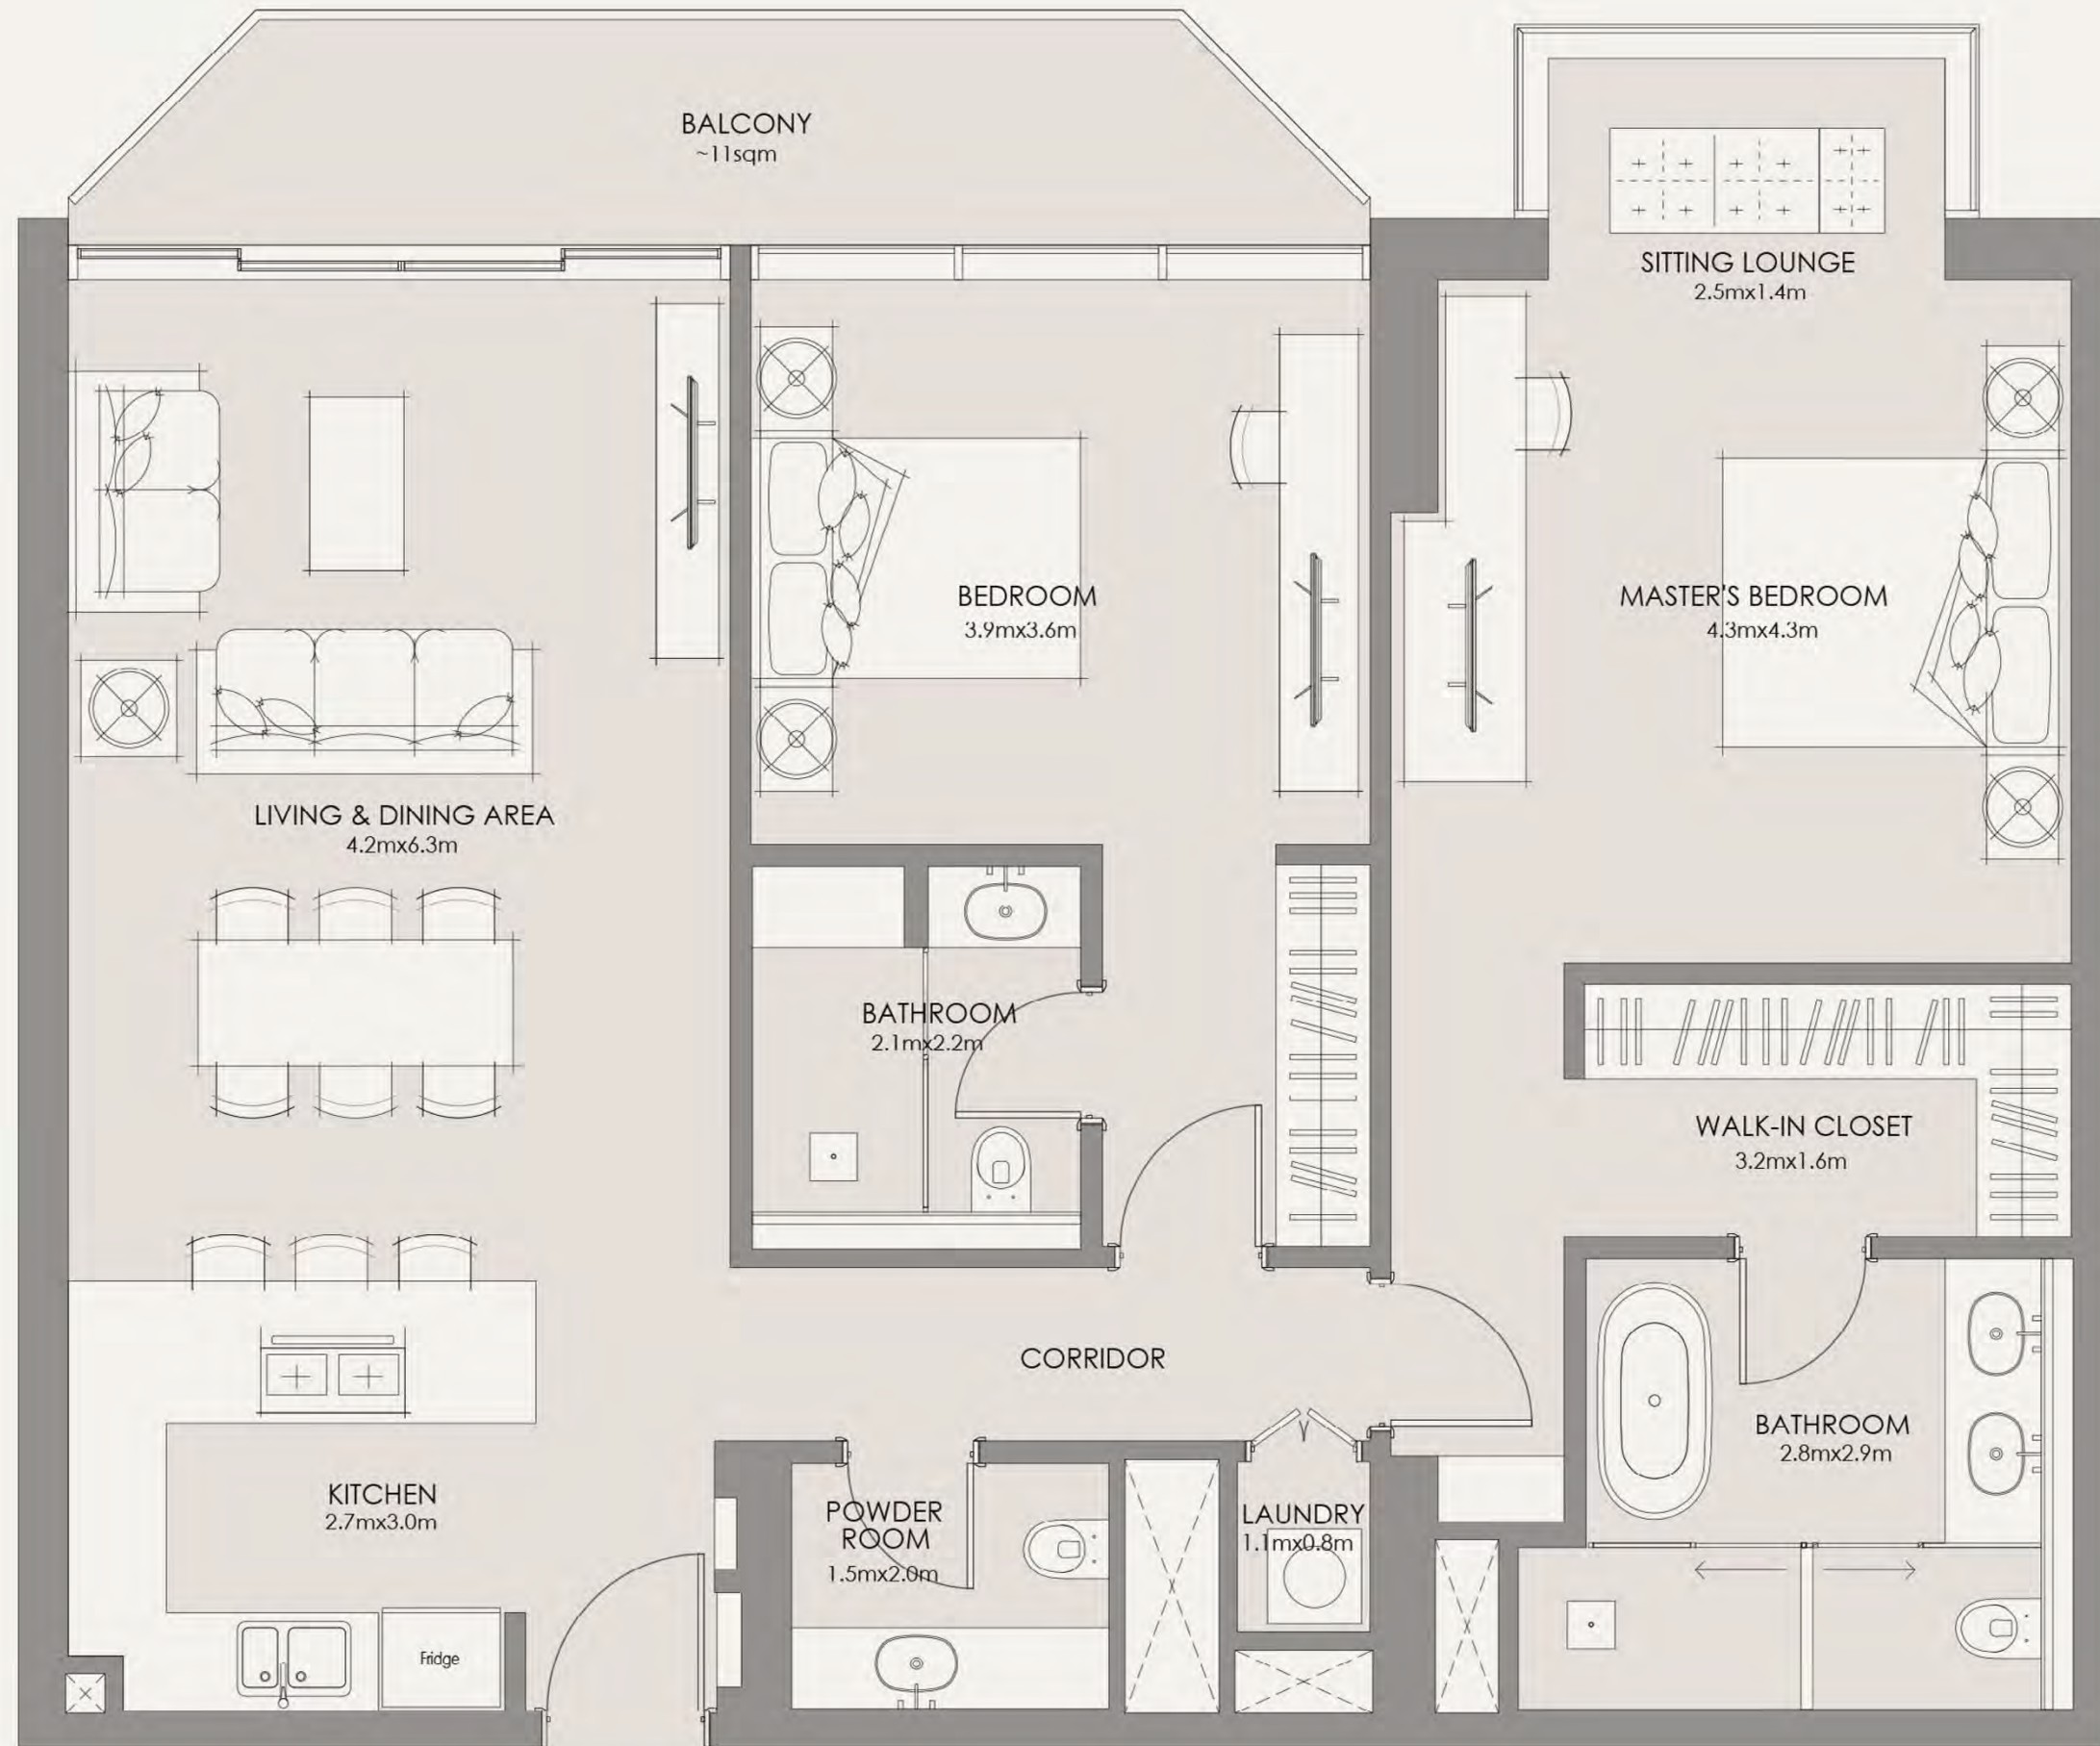 BALCONY
~11sqm
SITTING LOUNGE
2.5mx1.4m
BEDROOM
3.9mx3.6m
MASTER'S BEDROOM
4.3mx4.3m
LIVING & DINING AREA
4.2mx6.3m
BATHROOM
2.1mx2.2m
WALK-IN CLOSET
3.2mx1.6m
CORRIDOR
BATHROOM
2.8mx2.9m
KITCHEN
2.7mx3.0m
POWDER
ROOM
1.5mx2.0m
LAUNDRY
1.1mx0.8m
Fridge